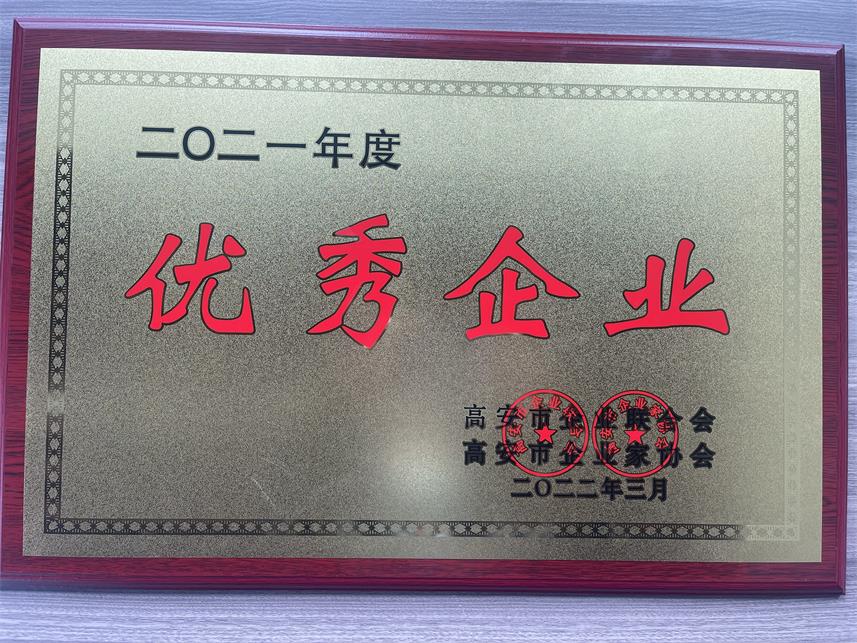 二〇二一年度
优秀企业
高安市企业联合会
高安市企业家协会
二〇二二年三月